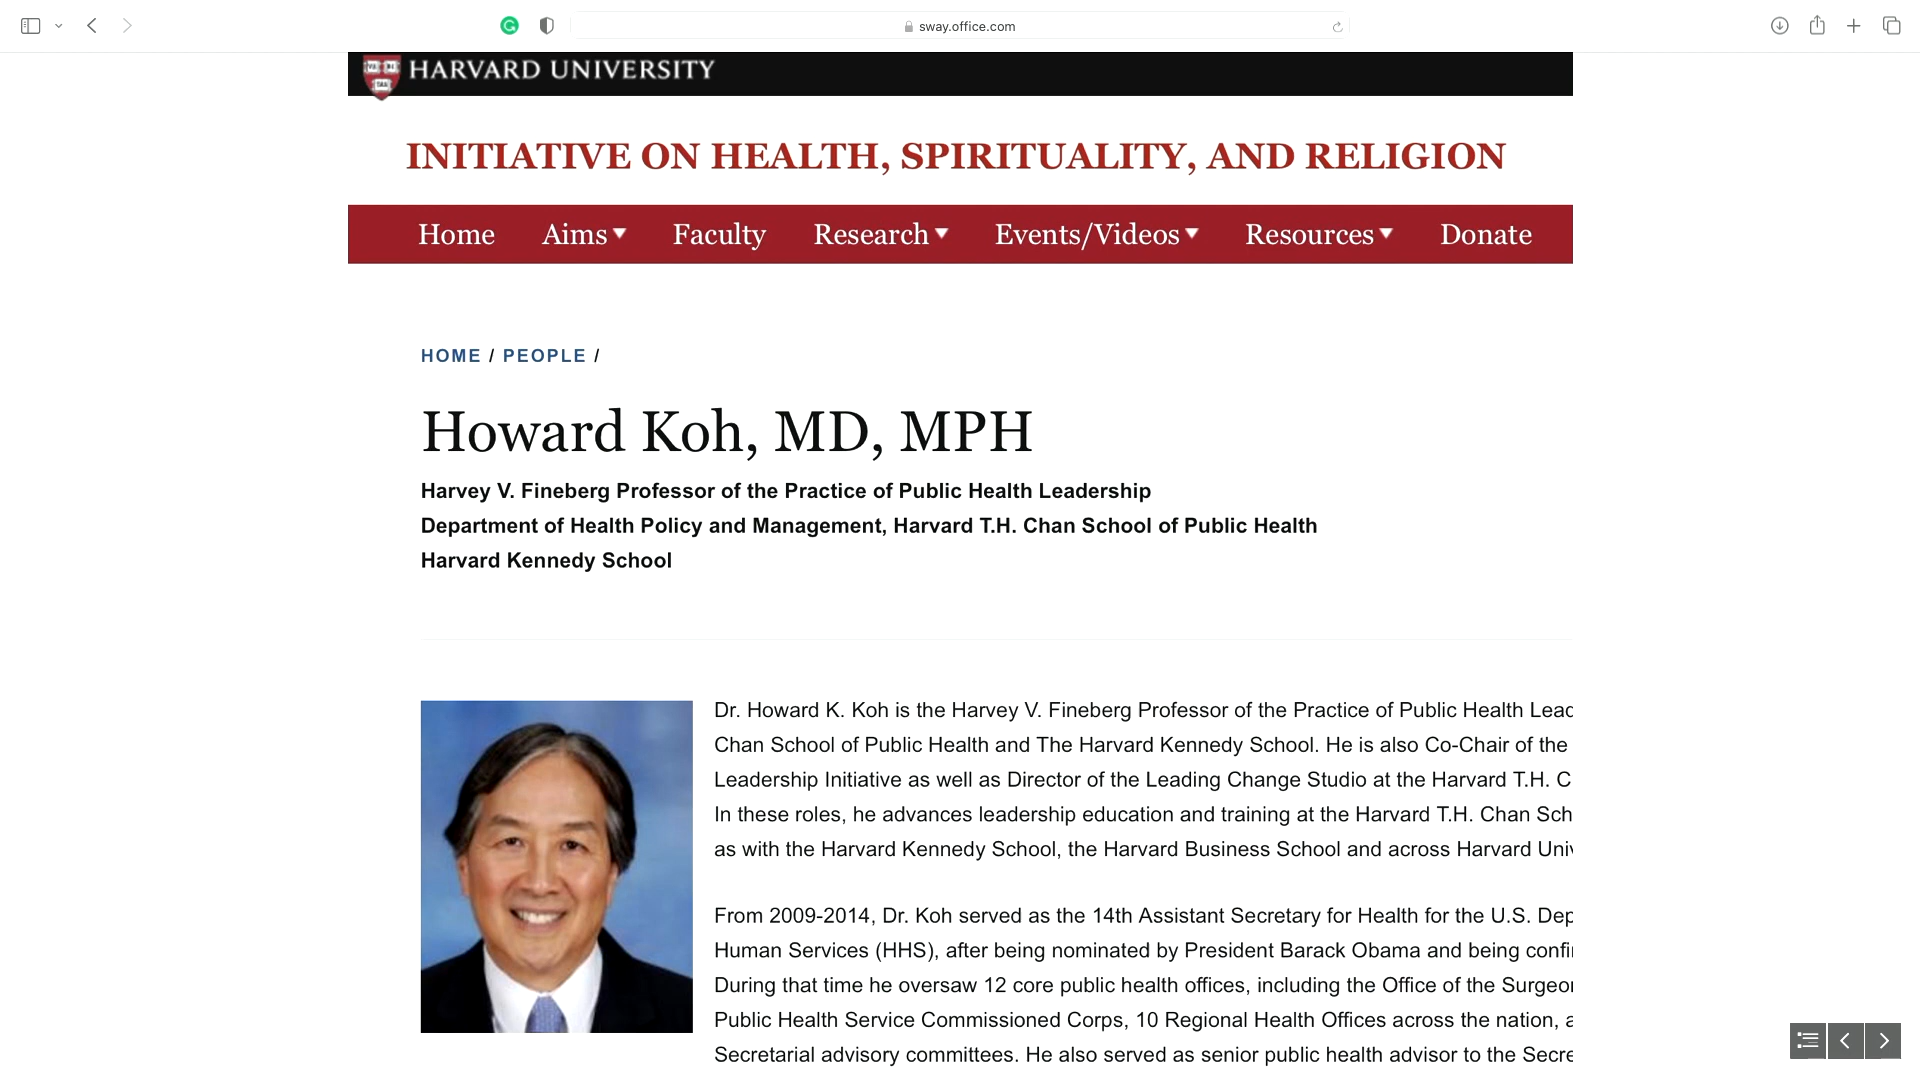 sway.office.com
HARVARD UNIVERSITY
INITIATIVE ON HEALTH, SPIRITUALITY, AND RELIGION
Home Aims Faculty Research Events/Videos Resources Donate
HOME / PEOPLE /
Howard Koh, MD, MPH
Harvey V. Fineberg Professor of the Practice of Public Health Leadership
Department of Health Policy and Management, Harvard T.H. Chan School of Public Health
Harvard Kennedy School
Dr. Howard K. Koh is the Harvey V. Fineberg Professor of the Practice of Public Health Lead
Chan School of Public Health and The Harvard Kennedy School. He is also Co-Chair of the
Leadership Initiative as well as Director of the Leading Change Studio at the Harvard T.H. C
In these roles, he advances leadership education and training at the Harvard T.H. Chan Sch
as with the Harvard Kennedy School, the Harvard Business School and across Harvard Univ
From 2009-2014, Dr. Koh served as the 14th Assistant Secretary for Health for the U.S. Dep
Human Services (HHS), after being nominated by President Barack Obama and being confi
During that time he oversaw 12 core public health offices, including the Office of the Surgeo
Public Health Service Commissioned Corps, 10 Regional Health Offices across the nation, a
Secretarial advisory committees. He also served as senior public health advisor to the Secre